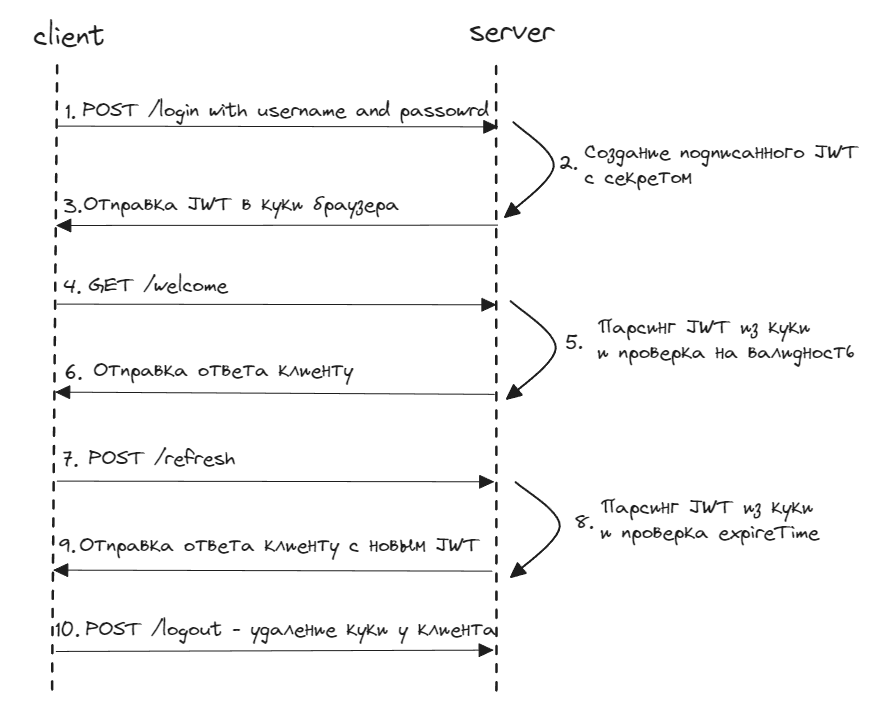 client
server
1. POST /login with username and passowrd
2. Создание подписанного JWT
с секретом
3.Отправка JWT в куки браузера
4. GET /welcome
5. Парсинг JWT из куки
и проверка на валидность
6. Отправка ответа клиенту
7. POST /refresh
8. Парсинг JWT из куки
и проверка expireTime
9.Отправка ответа клиенту с новым JWT
10. POST /logout - удаление куки у клиента